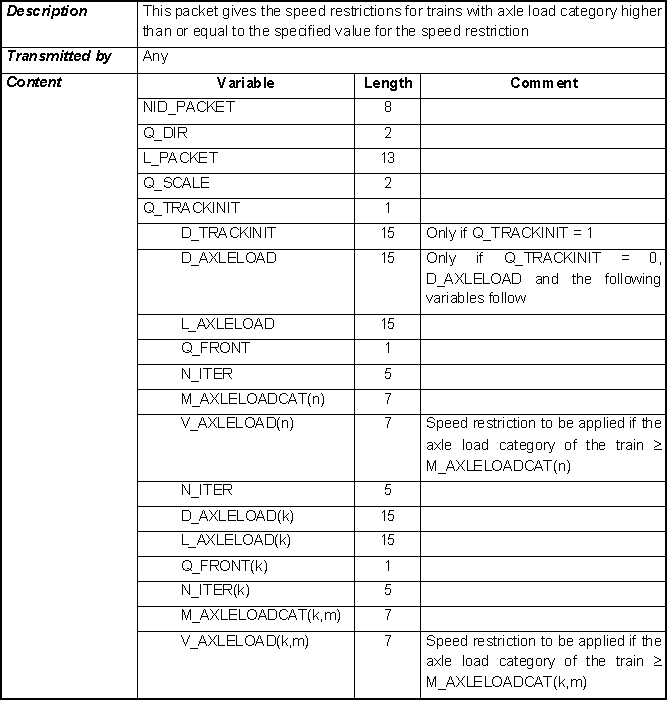 Description This packet gives the speed restrictions for trains with axle load category higher
than or equal to the specified value for the speed restriction
Transmitted by Any
Content Variable Length Comment
NID_PACKET 8
Q_DIR 2
L_PACKET 13
Q_SCALE 2
Q_TRACKINIT 1
D_TRACKINIT 15 Only if Q_TRACKINIT = 1
D_AXLELOAD 15 Only if Q_TRACKINIT = 0,
D_AXLELOAD and the following
variables follow
L_AXLELOAD 15
Q_FRONT 1
N_ITER 5
M_AXLELOADCAT(n) 7
V_AXLELOAD(n) 7 Speed restriction to be applied if the
axle load category of the train ≥
M_AXLELOADCAT(n)
N_ITER 5
D_AXLELOAD(k) 15
L_AXLELOAD(k) 15
Q_FRONT(k) 1
N_ITER(k) 5
M_AXLELOADCAT(k,m) 7
V_AXLELOAD(k,m) 7 Speed restriction to be applied if the
axle load category of the train ≥
M_AXLELOADCAT(k,m)